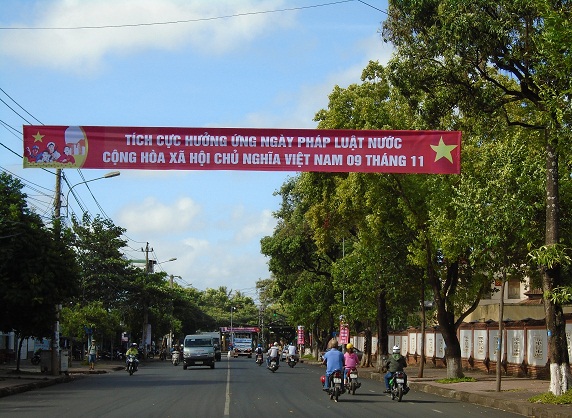 TÍCH CỰC HƯỞNG ỨNG NGÀY PHÁP LUẬT NƯỚC
CỘNG HÒA XÃ HỘI CHỦ NGHĨA VIỆT NAM 09 THÁNG 11